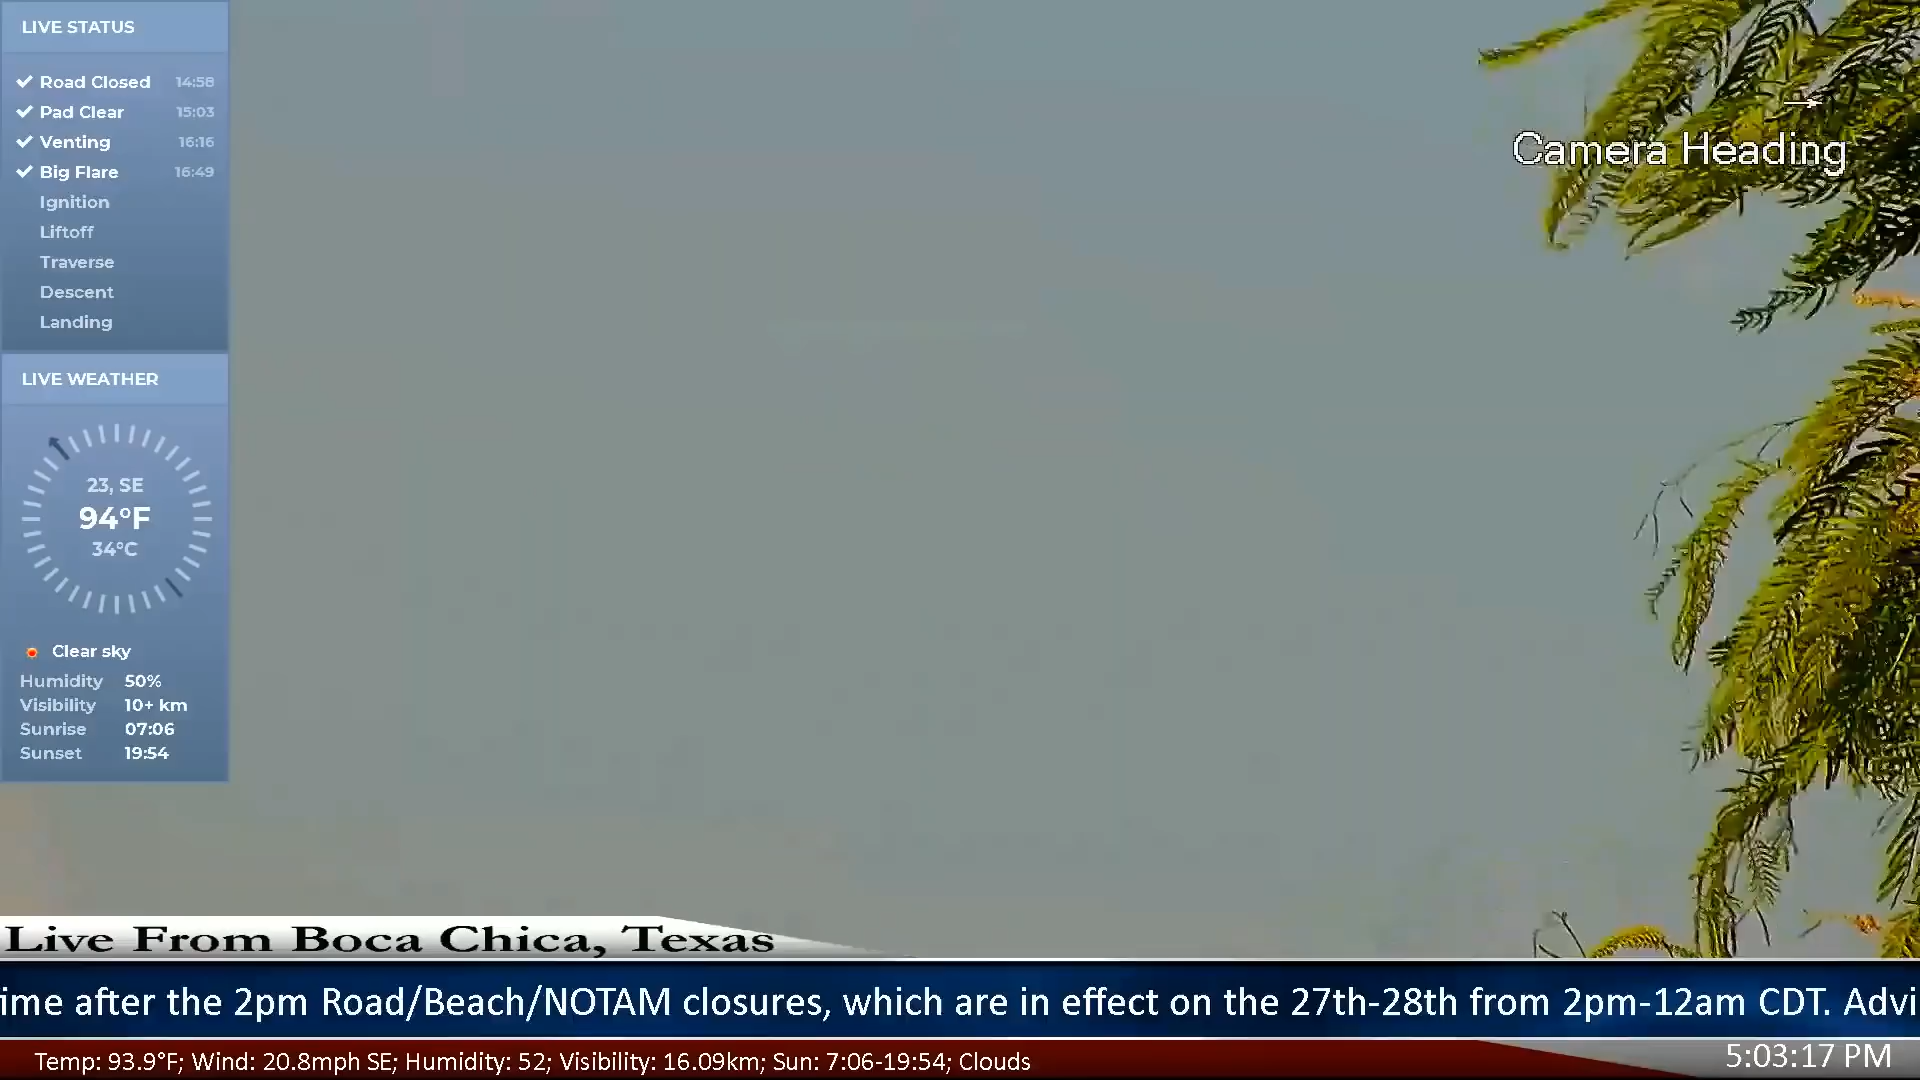 LIVE STATUS
Road Closed 14:58
Pad Clear 15:03
Venting 16:16
Big Flare 16:49
Ignition
Liftoff
Traverse
Descent
Landing
LIVE WEATHER
23, SE
94°F
34°C
Clear sky
Humidity 50%
Visibility 10+ km
Sunrise 07:06
Sunset 19:54
Camera Heading
Live From Boca Chica, Texas
ime after the 2pm Road/Beach/NOTAM closures, which are in effect on the 27th-28th from 2pm-12am CDT. Advi
Temp: 93.9°F; Wind: 20.8mph SE; Humidity: 52; Visibility: 16.09km; Sun: 7:06-19:54; Clouds
5:03:17 PM